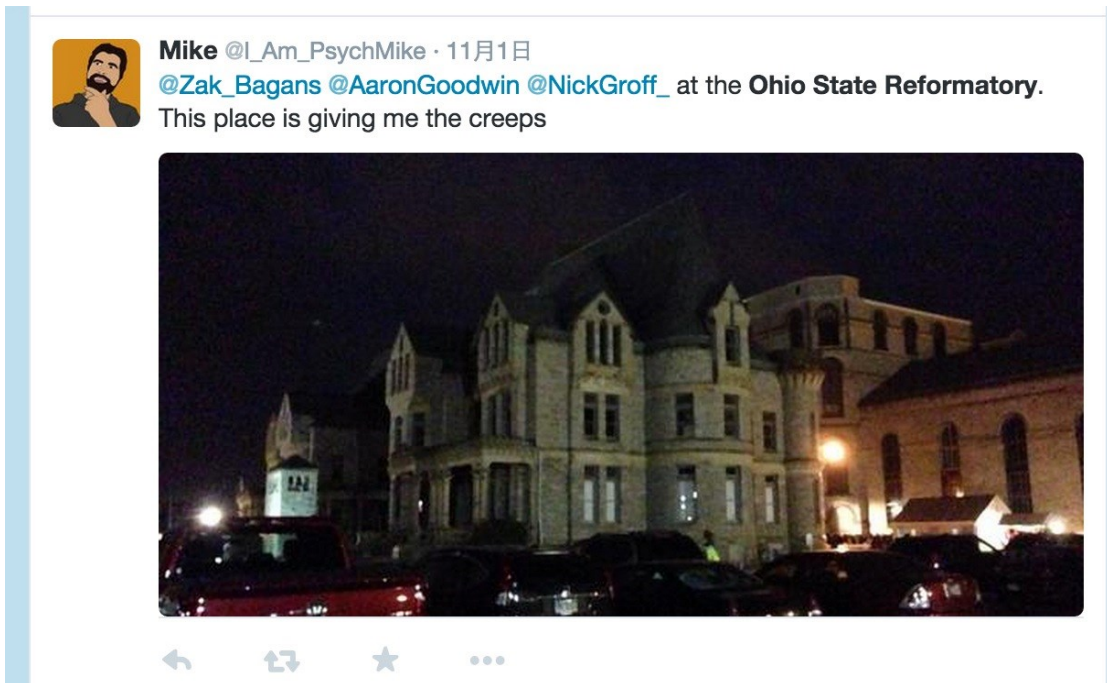 Mike @I_Am_PsychMike · 11月1日
@Zak_Bagans @AaronGoodwin @NickGroff_ at the Ohio State Reformatory.
This place is giving me the creeps